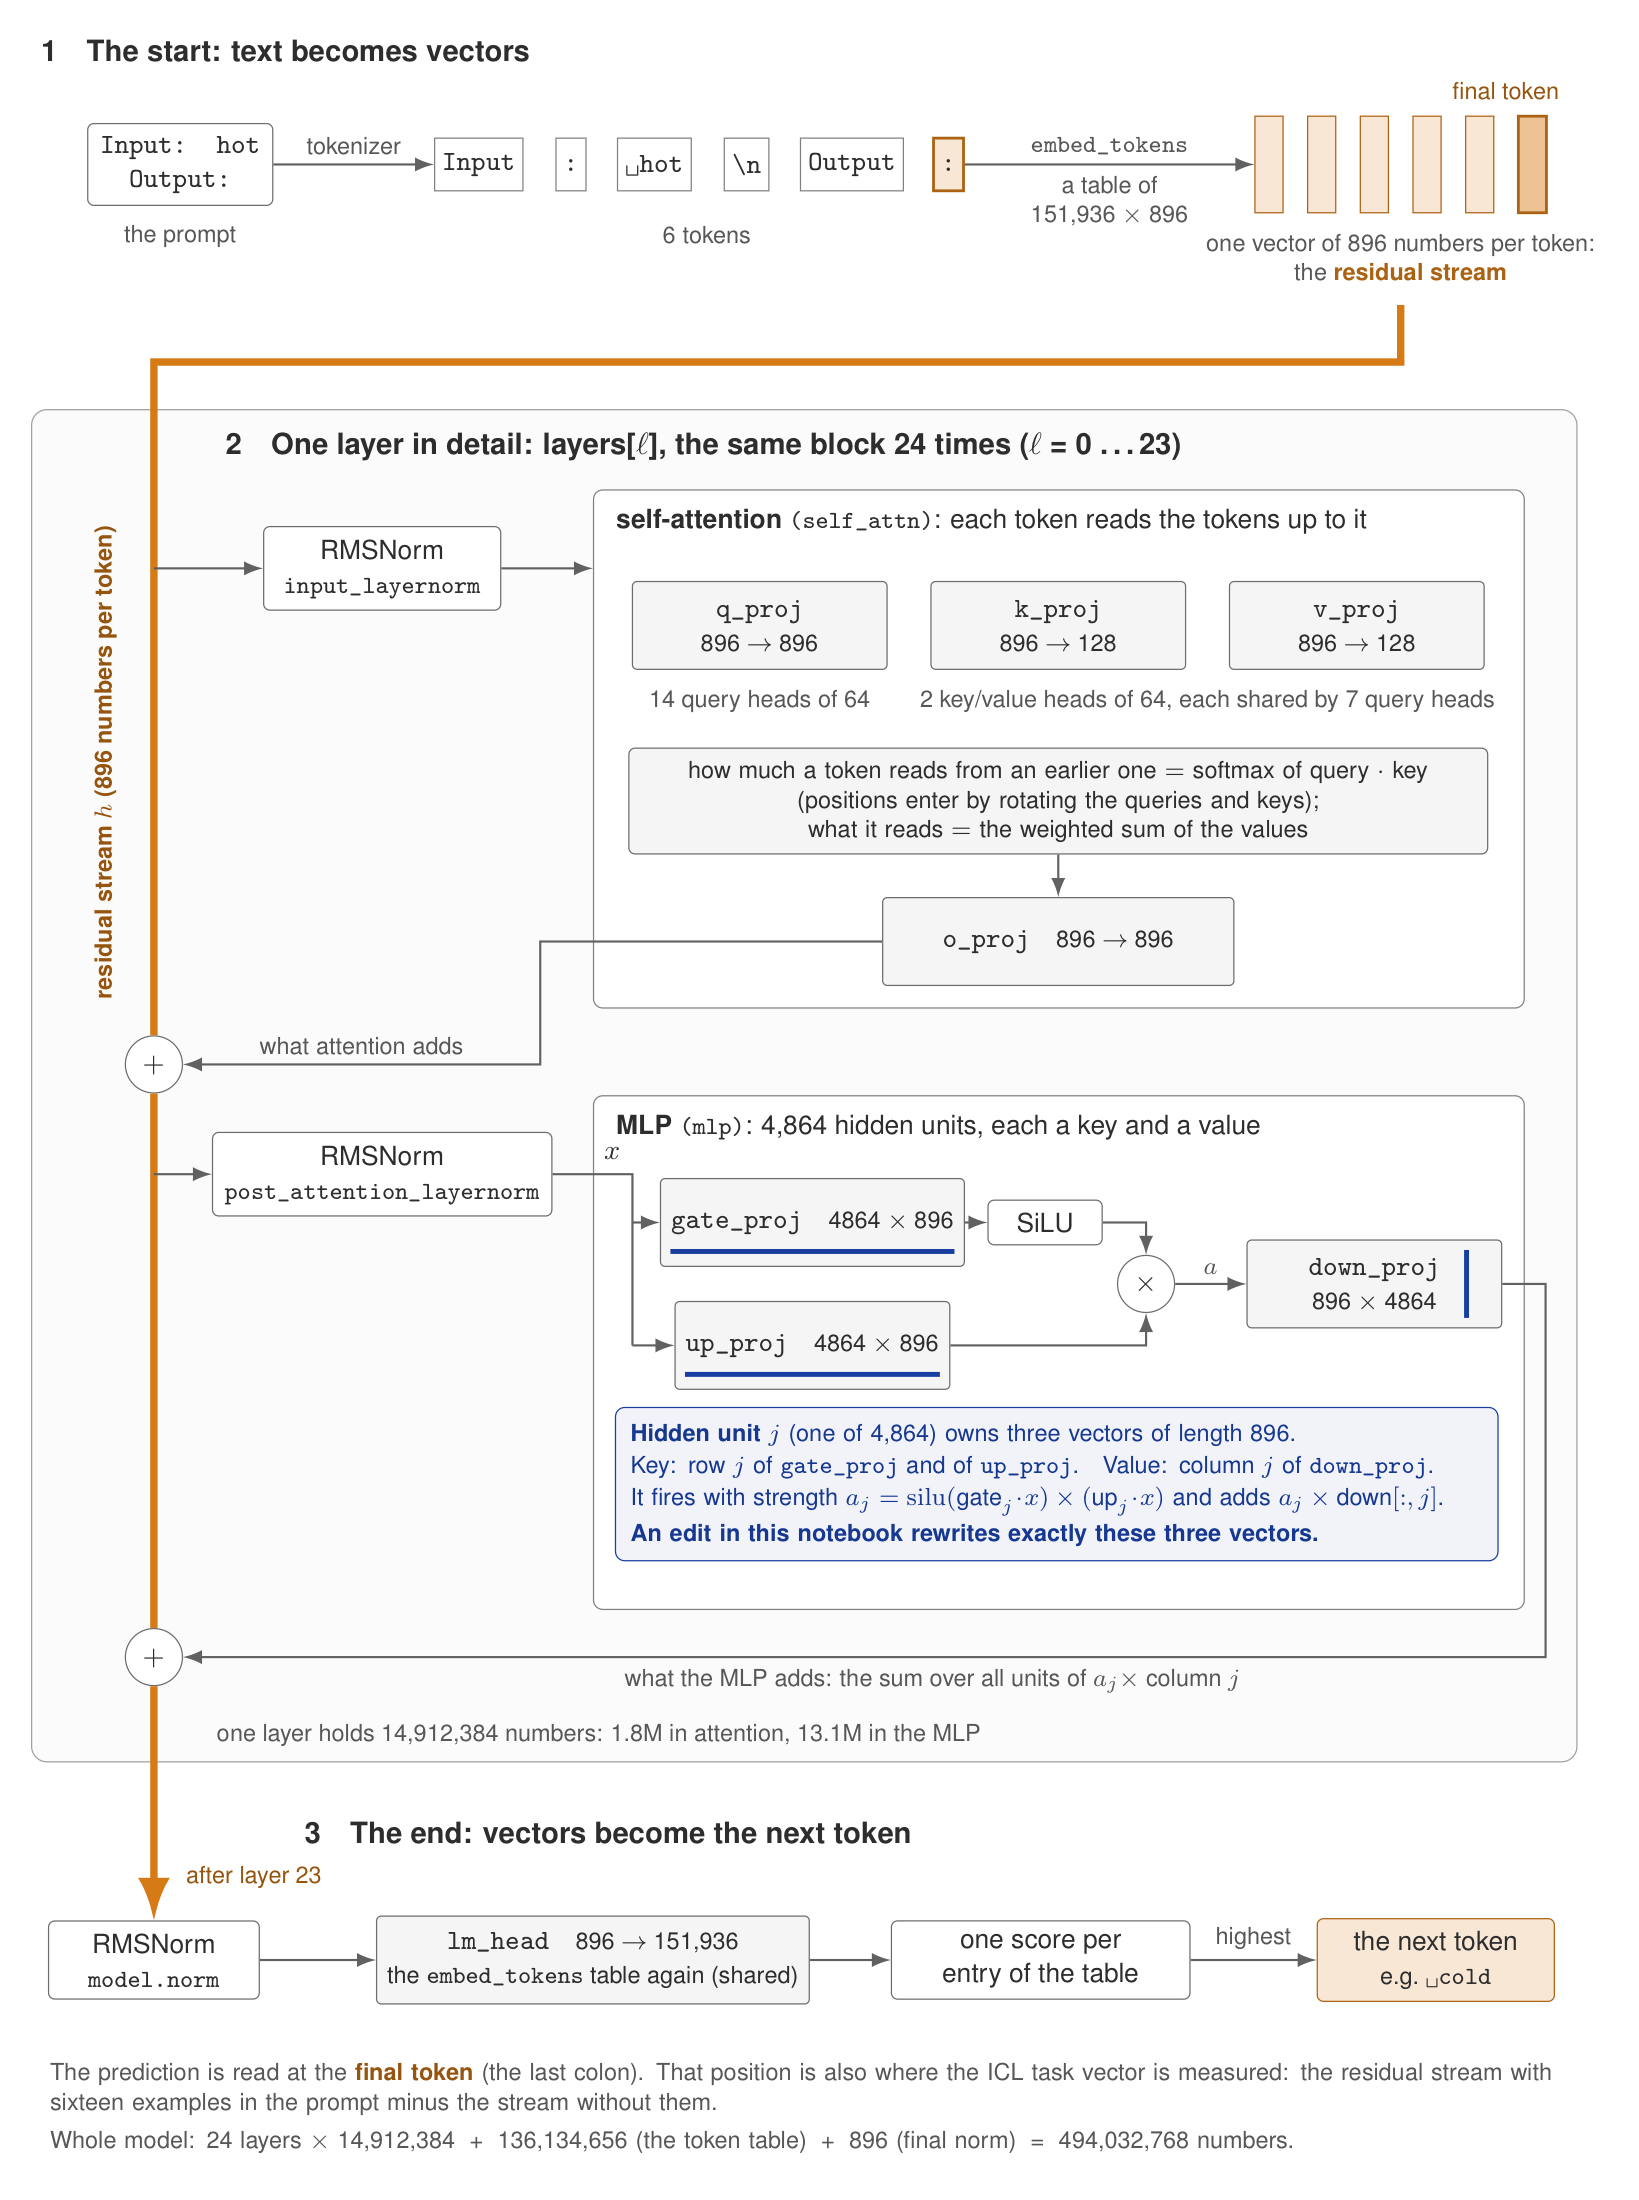 1 The start: text becomes vectors
final token
Input: hot
Output:
tokenizer
Input
:
␣hot
\n
Output
:
embed_tokens
a table of
151,936 × 896
the prompt
6 tokens
one vector of 896 numbers per token:
the residual stream
2 One layer in detail: layers[ℓ], the same block 24 times (ℓ = 0 … 23)
residual stream h (896 numbers per token)
RMSNorm
input_layernorm
self-attention (self_attn): each token reads the tokens up to it
q_proj
896 → 896
k_proj
896 → 128
v_proj
896 → 128
14 query heads of 64
2 key/value heads of 64, each shared by 7 query heads
how much a token reads from an earlier one = softmax of query · key
(positions enter by rotating the queries and keys);
what it reads = the weighted sum of the values
o_proj 896 → 896
what attention adds
+
RMSNorm
post_attention_layernorm
MLP (mlp): 4,864 hidden units, each a key and a value
x
gate_proj 4864 × 896
SiLU
up_proj 4864 × 896
×
a
down_proj
896 × 4864
Hidden unit j (one of 4,864) owns three vectors of length 896.
Key: row j of gate_proj and of up_proj. Value: column j of down_proj.
It fires with strength aⱼ = silu(gateⱼ·x) × (upⱼ·x) and adds aⱼ × down[:, j].
An edit in this notebook rewrites exactly these three vectors.
+
what the MLP adds: the sum over all units of aⱼ× column j
one layer holds 14,912,384 numbers: 1.8M in attention, 13.1M in the MLP
3 The end: vectors become the next token
after layer 23
RMSNorm
model.norm
lm_head 896 → 151,936
the embed_tokens table again (shared)
one score per
entry of the table
highest
the next token
e.g. ␣cold
The prediction is read at the final token (the last colon). That position is also where the ICL task vector is measured: the residual stream with
sixteen examples in the prompt minus the stream without them.
Whole model: 24 layers × 14,912,384 + 136,134,656 (the token table) + 896 (final norm) = 494,032,768 numbers.